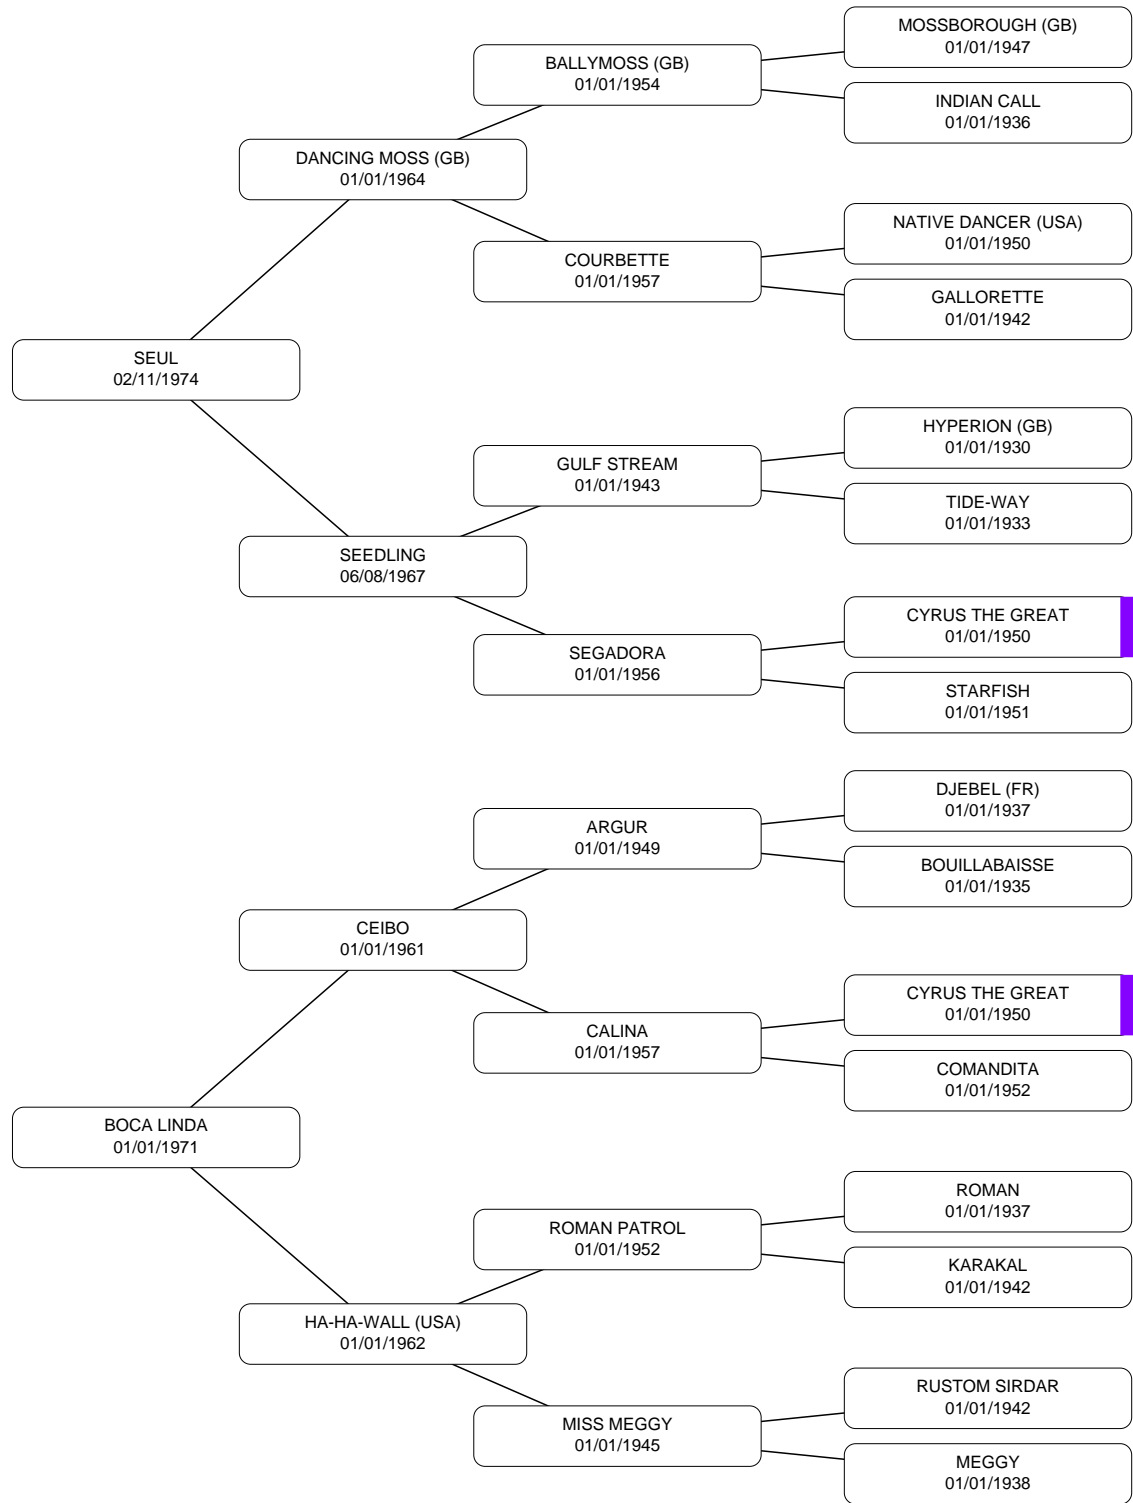 MOSSBOROUGH (GB)
01/01/1947
BALLYMOSS (GB)
01/01/1954
INDIAN CALL
01/01/1936
DANCING MOSS (GB)
01/01/1964
NATIVE DANCER (USA)
01/01/1950
COURBETTE
01/01/1957
GALLORETTE
01/01/1942
SEUL
02/11/1974
HYPERION (GB)
01/01/1930
GULF STREAM
01/01/1943
TIDE-WAY
01/01/1933
SEEDLING
06/08/1967
CYRUS THE GREAT
01/01/1950
SEGADORA
01/01/1956
STARFISH
01/01/1951
DJEBEL (FR)
01/01/1937
ARGUR
01/01/1949
BOUILLABAISSE
01/01/1935
CEIBO
01/01/1961
CYRUS THE GREAT
01/01/1950
CALINA
01/01/1957
COMANDITA
01/01/1952
BOCA LINDA
01/01/1971
ROMAN
01/01/1937
ROMAN PATROL
01/01/1952
KARAKAL
01/01/1942
HA-HA-WALL (USA)
01/01/1962
RUSTOM SIRDAR
01/01/1942
MISS MEGGY
01/01/1945
MEGGY
01/01/1938